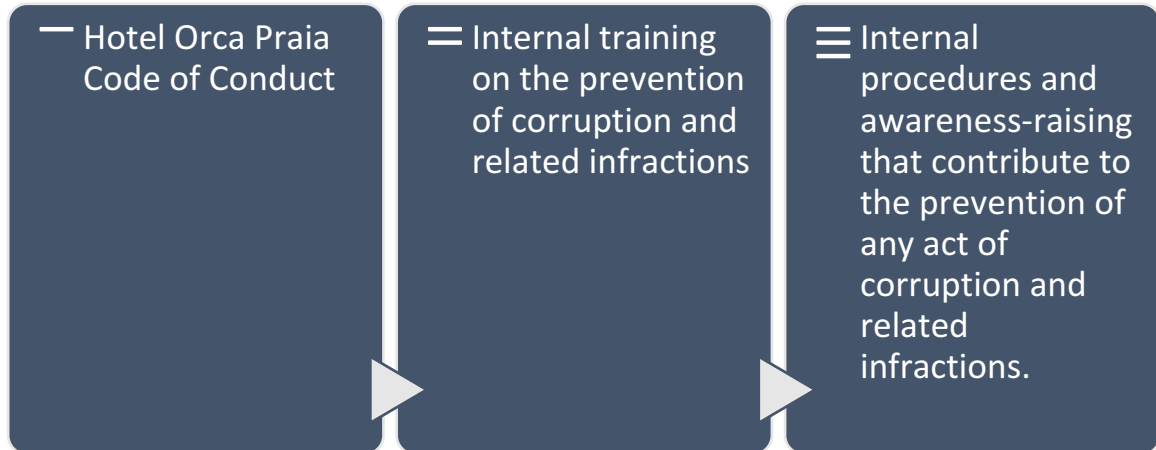 Hotel Orca Praia
Code of Conduct
Internal training
on the prevention
of corruption and
related infractions
Internal
procedures and
awareness-raising
that contribute to
the prevention of
any act of
corruption and
related
infractions.